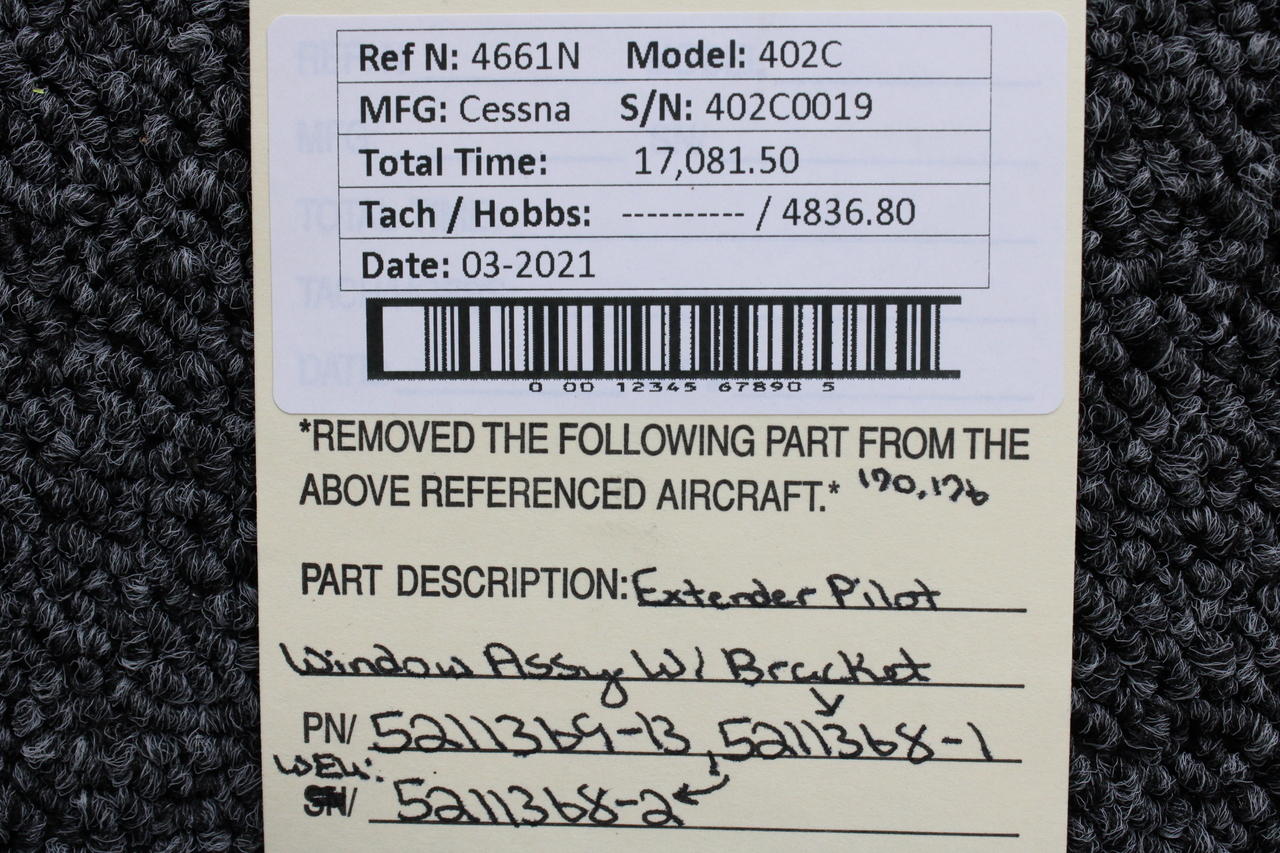 Ref N: 4661N Model: 402C
MFG: Cessna S/N: 402C0019
Total Time: 17,081.50
Tach / Hobbs: ---------- / 4836.80
Date: 03-2021
0 00 12345 67890 5
*REMOVED THE FOLLOWING PART FROM THE
ABOVE REFERENCED AIRCRAFT.* 170,176
PART DESCRIPTION: Extender Pilot
Window Assy W/ Bracket
PN/ 5211369-13, 5211368-1
WEW:
SN/ 5211368-2